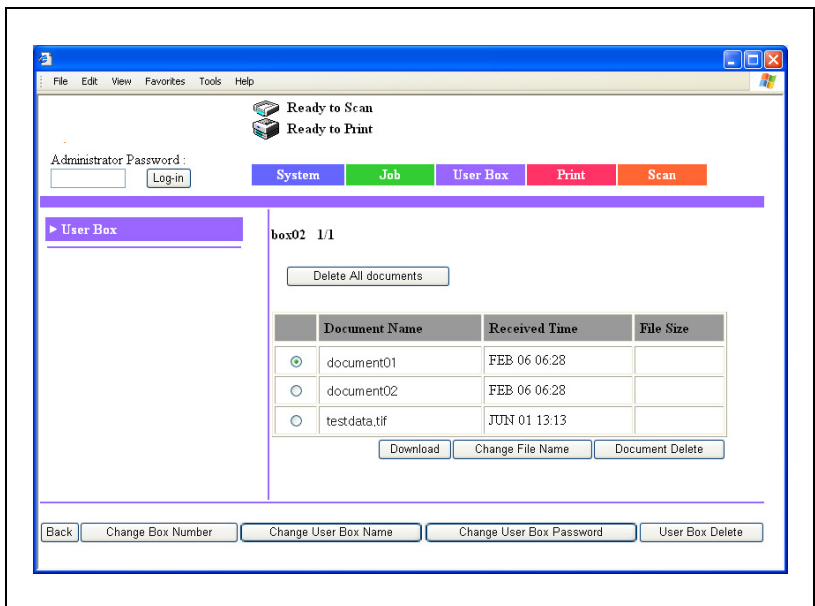 File Edit View Favorites Tools Help
Ready to Scan
Ready to Print
Administrator Password :
Log-in
System Job User Box Print Scan
User Box
box02 1/1
Delete All documents
Document Name Received Time File Size
document01 FEB 06 06:28
document02 FEB 06 06:28
testdata,tif JUN 01 13:13
Download Change File Name Document Delete
Back Change Box Number Change User Box Name Change User Box Password User Box Delete